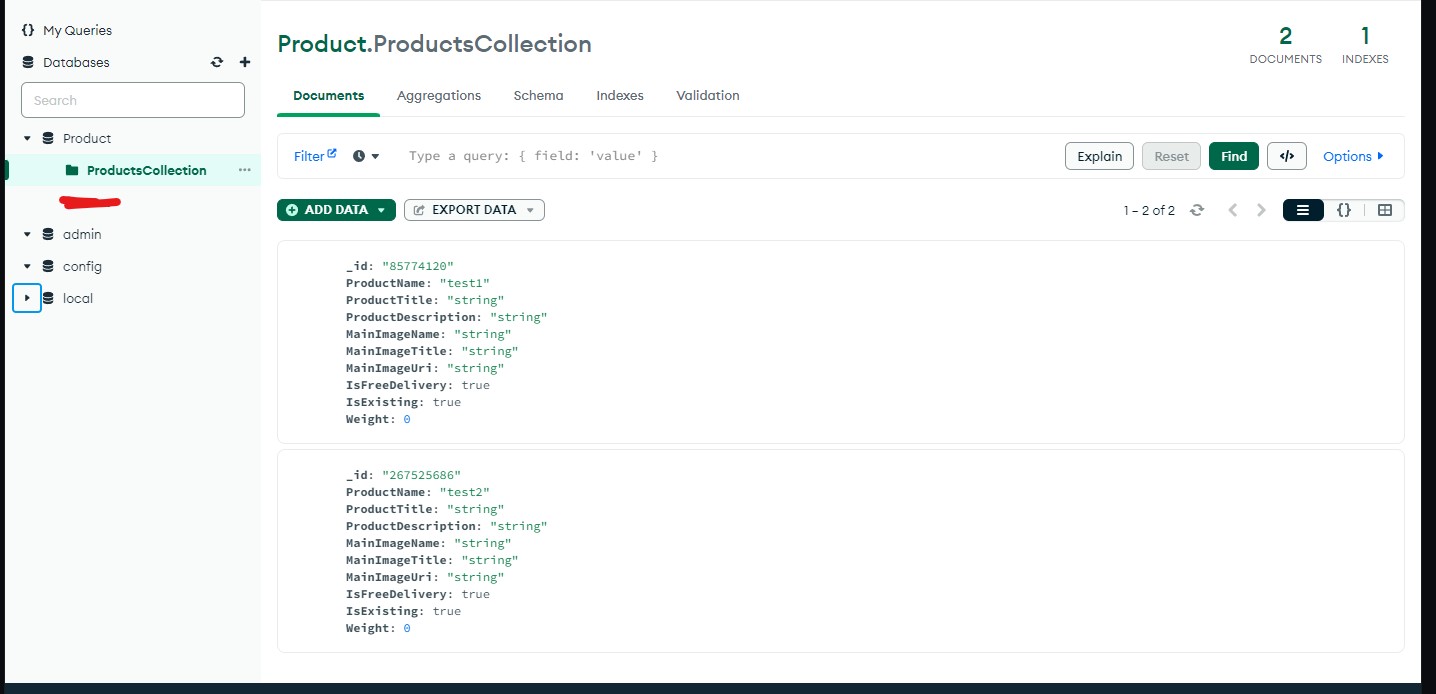 {} My Queries
Databases
Search
Product
ProductsCollection
admin
config
local
Product.ProductsCollection
2
DOCUMENTS
1
INDEXES
Documents Aggregations Schema Indexes Validation
Filter Type a query: { field: 'value' } Explain Reset Find </> Options
ADD DATA EXPORT DATA 1 – 2 of 2 {}
_id: "85774120"
ProductName: "test1"
ProductTitle: "string"
ProductDescription: "string"
MainImageName: "string"
MainImageTitle: "string"
MainImageUri: "string"
IsFreeDelivery: true
IsExisting: true
Weight: 0
_id: "267525686"
ProductName: "test2"
ProductTitle: "string"
ProductDescription: "string"
MainImageName: "string"
MainImageTitle: "string"
MainImageUri: "string"
IsFreeDelivery: true
IsExisting: true
Weight: 0